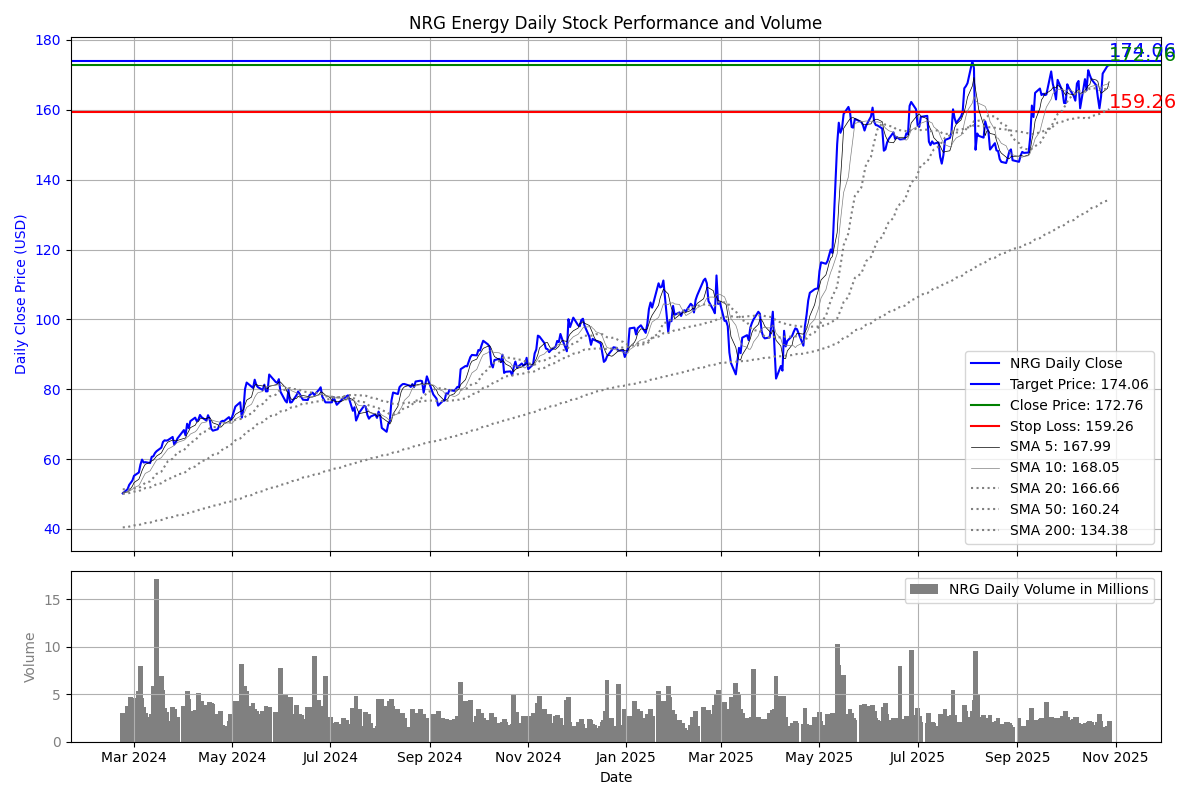 NRG Energy Daily Stock Performance and Volume
180
160
140
120
100
80
60
40
Daily Close Price (USD)
174.06
172.76
159.26
NRG Daily Close
Target Price: 174.06
Close Price: 172.76
Stop Loss: 159.26
SMA 5: 167.99
SMA 10: 168.05
SMA 20: 166.66
SMA 50: 160.24
SMA 200: 134.38
15
10
5
0
Volume
NRG Daily Volume in Millions
Mar 2024
May 2024
Jul 2024
Sep 2024
Nov 2024
Jan 2025
Mar 2025
May 2025
Jul 2025
Sep 2025
Nov 2025
Date